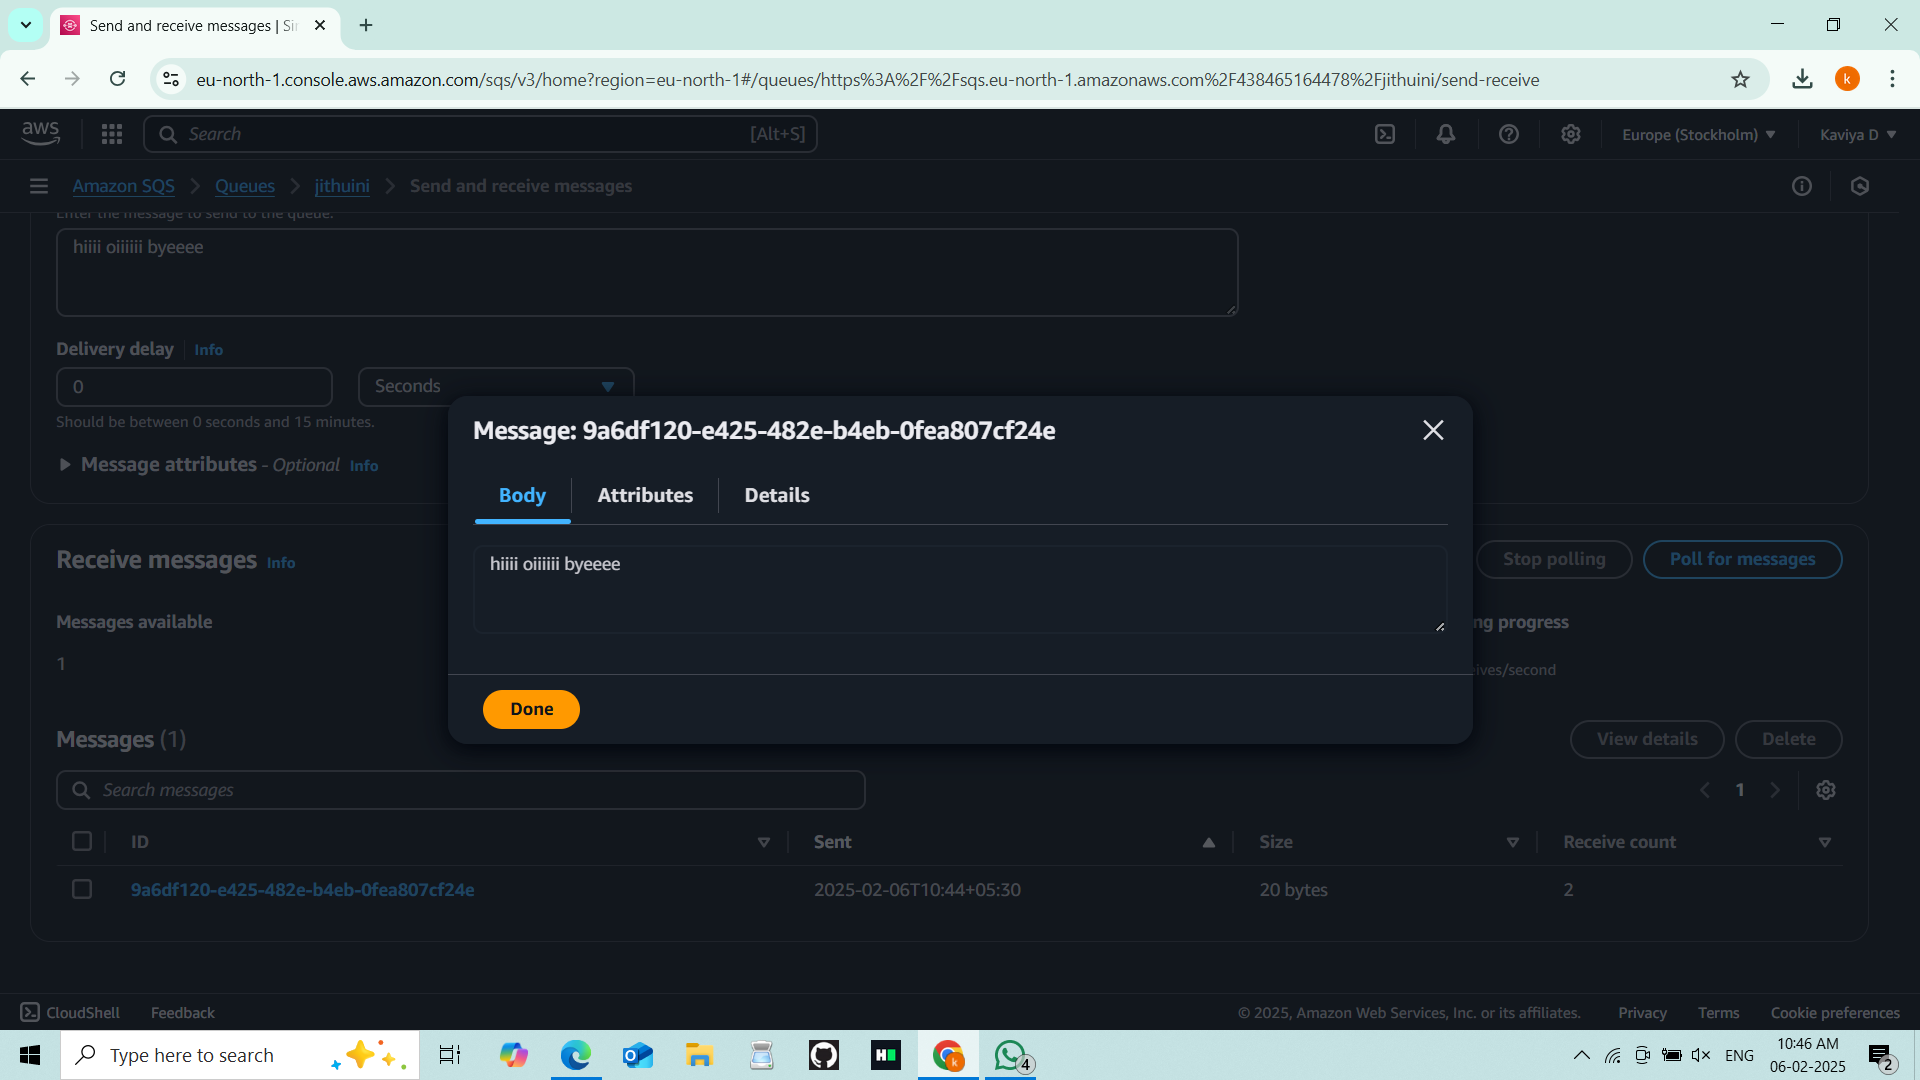 Send and receive messages | Sir
eu-north-1.console.aws.amazon.com/sqs/v3/home?region=eu-north-1#/queues/https%3A%2F%2Fsqs.eu-north-1.amazonaws.com%2F438465164478%2Fjithuini/send-receive
k
aws
Search [Alt+S]
Europe (Stockholm)
Kaviya D
Amazon SQS
Queues
jithuini
Send and receive messages
Enter the message to send to the queue.
hiiii oiiiiii byeeee
Delivery delay Info
0
Seconds
Should be between 0 seconds and 15 minutes.
Message attributes - Optional Info
Message: 9a6df120-e425-482e-b4eb-0fea807cf24e
Body Attributes Details
hiiii oiiiiii byeeee
Done
Receive messages Info
Stop polling
Poll for messages
Messages available
1
ng progress
eives/second
Messages (1)
View details
Delete
Search messages
1
ID Sent Size Receive count
9a6df120-e425-482e-b4eb-0fea807cf24e 2025-02-06T10:44+05:30 20 bytes 2
CloudShell Feedback © 2025, Amazon Web Services, Inc. or its affiliates. Privacy Terms Cookie preferences
Type here to search
H
k
4
ENG
10:46 AM
06-02-2025
2